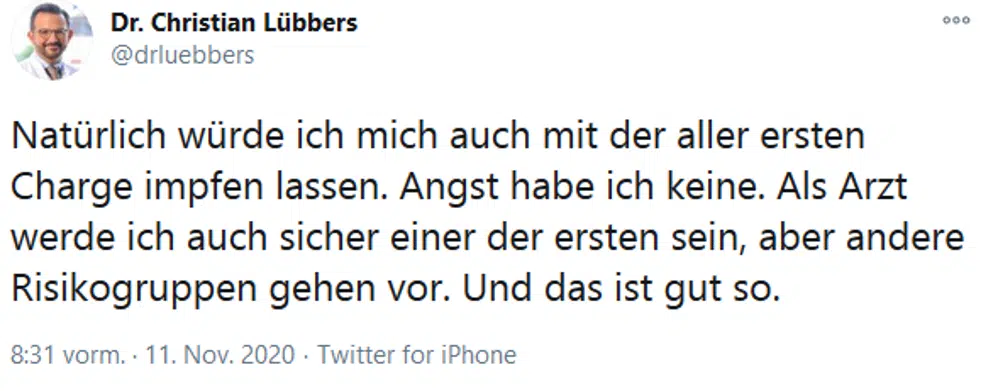 Dr. Christian Lübbers
@drluebbers
Natürlich würde ich mich auch mit der aller ersten
Charge impfen lassen. Angst habe ich keine. Als Arzt
werde ich auch sicher einer der ersten sein, aber andere
Risikogruppen gehen vor. Und das ist gut so.
8:31 vorm. · 11. Nov. 2020 · Twitter for iPhone